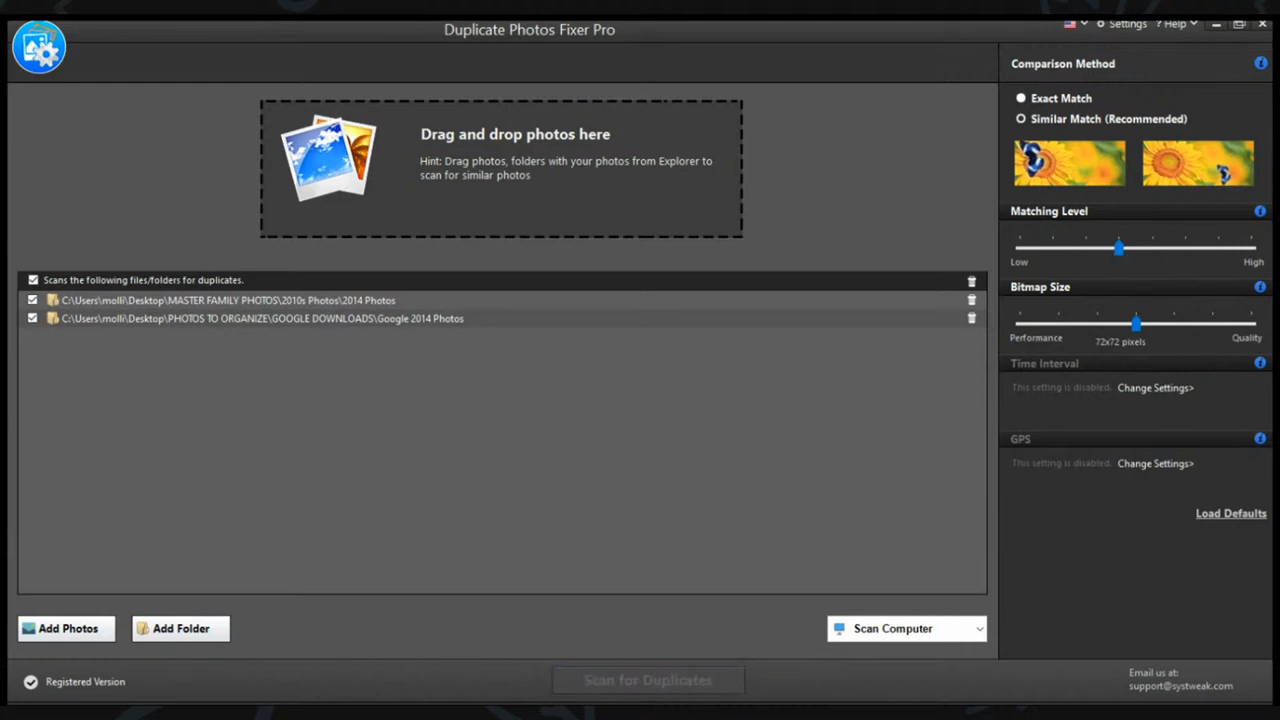 Duplicate Photos Fixer Pro
Settings
? Help
Drag and drop photos here
Hint: Drag photos, folders with your photos from Explorer to
scan for similar photos
Scans the following files/folders for duplicates.
C:\Users\molli\Desktop\MASTER FAMILY PHOTOS\2010s Photos\2014 Photos
C:\Users\molli\Desktop\PHOTOS TO ORGANIZE\GOOGLE DOWNLOADS\Google 2014 Photos
Add Photos
Add Folder
Scan Computer
Registered Version
Scan for Duplicates
Comparison Method
Exact Match
Similar Match (Recommended)
Matching Level
Low
High
Bitmap Size
Performance
72x72 pixels
Quality
Time Interval
This setting is disabled. Change Settings>
GPS
This setting is disabled. Change Settings>
Load Defaults
Email us at:
support@systweak.com